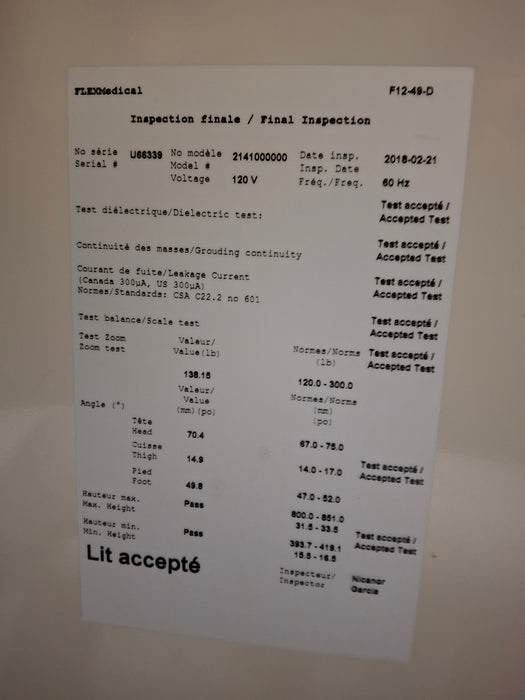 FLEXMedical F12-49-D
Inspection finale / Final Inspection
No série U66339 No modèle 2141000000 Date insp. 2018-02-21
Serial # Model # Insp. Date
Voltage 120 V Fréq./Freq. 60 Hz
Test diélectrique/Dielectric test: Test accepté /
Accepted Test
Continuité des masses/Grouding continuity Test accepté /
Accepted Test
Courant de fuite/Leakage Current Test accepté /
(Canada 300µA, US 300µA) Accepted Test
Normes/Standards: CSA C22.2 no 601
Test balance/Scale test Test accepté /
Accepted Test
Test Zoom Valeur/ Normes/Norms Test accepté /
Zoom test Value(lb) (lb) Accepted Test
138.15 120.0 - 300.0
Valeur/ Normes/Norms
Angle (°) Value (mm)
(mm)(po) (po)
Tête
Head 70.4 67.0 - 75.0
Cuisse
Thigh 14.9 14.0 - 17.0 Test accepté /
Accepted Test
Pied
Foot 49.8 47.0 - 52.0
Hauteur max. Pass 800.0 - 851.0
Max. Height 31.5 - 33.5
Hauteur min. Pass 393.7 - 419.1 Test accepté /
Min. Height 15.5 - 16.5 Accepted Test
Lit accepté
Inspecteur/ Nicanor
Inspector Garcia